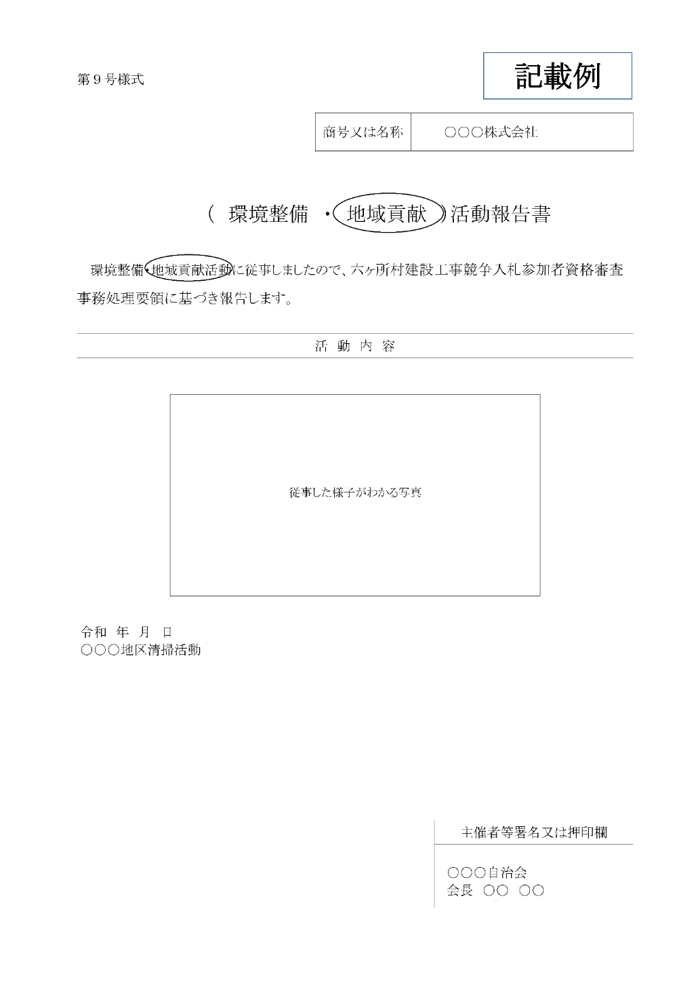 第9号様式
記載例
商号又は名称 ○○○株式会社
( 環境整備 ・ 地域貢献 )活動報告書
環境整備・地域貢献活動に従事しましたので、六ヶ所村建設工事競争入札参加者資格審査
事務処理要領に基づき報告します。
活 動 内 容
従事した様子がわかる写真
令和 年 月 日
○○○地区清掃活動
主催者等署名又は押印欄
○○○自治会
会長 ○○ ○○